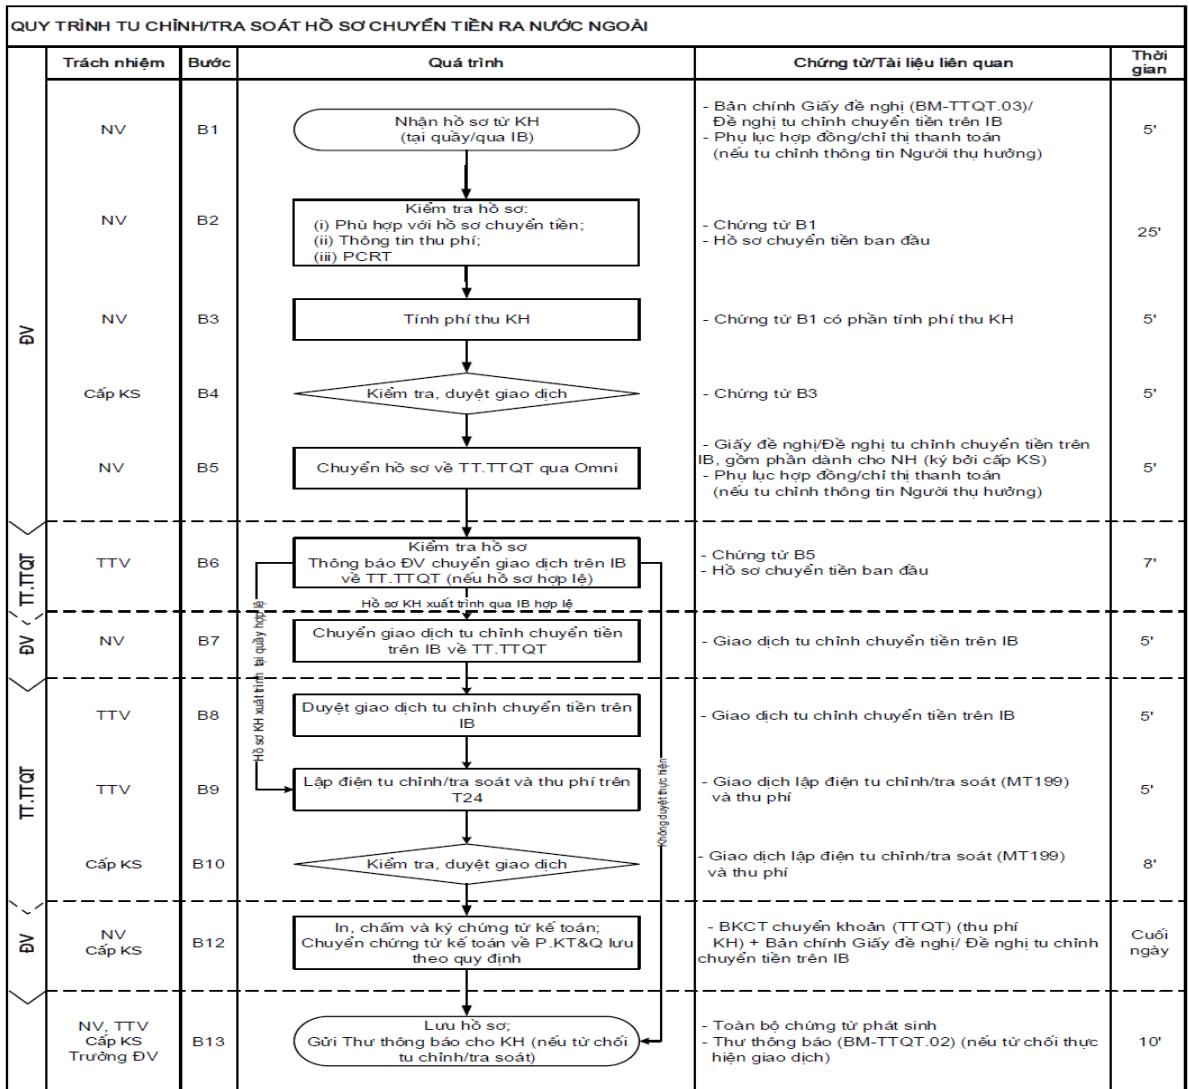 QUY TRÌNH TU CHỈNH/TRA SOÁT HỒ SƠ CHUYỂN TIỀN RA NƯỚC NGOÀI
Trách nhiệm
Bước
Quá trình
Chứng từ/Tài liệu liên quan
Thời
gian
ĐV
NV
B1
Nhận hồ sơ từ KH
(tại quầy/qua IB)
- Bản chính Giấy đề nghị (BM-TTQT.03)/
Đề nghị tu chỉnh chuyển tiền trên IB
- Phụ lục hợp đồng/chỉ thị thanh toán
(nếu tu chỉnh thông tin Người thụ hưởng)
5'
NV
B2
Kiểm tra hồ sơ:
(i) Phù hợp với hồ sơ chuyển tiền;
(ii) Thông tin thu phí;
(iii) PCRT
- Chứng từ B1
- Hồ sơ chuyển tiền ban đầu
25'
NV
B3
Tính phí thu KH
- Chứng từ B1 có phần tính phí thu KH
5'
Cấp KS
B4
Kiểm tra, duyệt giao dịch
- Chứng từ B3
5'
NV
B5
Chuyển hồ sơ về TT.TTQT qua Omni
- Giấy đề nghị/Đề nghị tu chỉnh chuyển tiền trên
IB, gồm phần dành cho NH (ký bởi cấp KS)
- Phụ lục hợp đồng/chỉ thị thanh toán
(nếu tu chỉnh thông tin Người thụ hưởng)
5'
TT.TTQT
TTV
B6
Kiểm tra hồ sơ
Thông báo ĐV chuyển giao dịch trên IB
về TT.TTQT (nếu hồ sơ hợp lệ)
- Chứng từ B5
- Hồ sơ chuyển tiền ban đầu
7'
Hồ sơ KH xuất trình qua IB hợp lệ
Hồ sơ KH xuất trình tại quầy hợp lệ
Không duyệt thực hiện
ĐV
NV
B7
Chuyển giao dịch tu chỉnh chuyển tiền
trên IB về TT.TTQT
- Giao dịch tu chỉnh chuyển tiền trên IB
5'
TT.TTQT
TTV
B8
Duyệt giao dịch tu chỉnh chuyển tiền trên
IB
- Giao dịch tu chỉnh chuyển tiền trên IB
5'
TTV
B9
Lập điện tu chỉnh/tra soát và thu phí trên
T24
- Giao dịch lập điện tu chỉnh/tra soát (MT199)
và thu phí
5'
Cấp KS
B10
Kiểm tra, duyệt giao dịch
- Giao dịch lập điện tu chỉnh/tra soát (MT199)
và thu phí
8'
ĐV
NV
Cấp KS
B12
In, chấm và ký chứng từ kế toán;
Chuyển chứng từ kế toán về P.KT&Q lưu
theo quy định
- BKCT chuyển khoản (TTQT) (thu phí
KH) + Bản chính Giấy đề nghị/ Đề nghị tu chỉnh
chuyển tiền trên IB
Cuối
ngày
NV, TTV
Cấp KS
Trưởng ĐV
B13
Lưu hồ sơ;
Gửi Thư thông báo cho KH (nếu từ chối
tu chỉnh/tra soát)
- Toàn bộ chứng từ phát sinh
- Thư thông báo (BM-TTQT.02) (nếu từ chối thực
hiện giao dịch)
10'